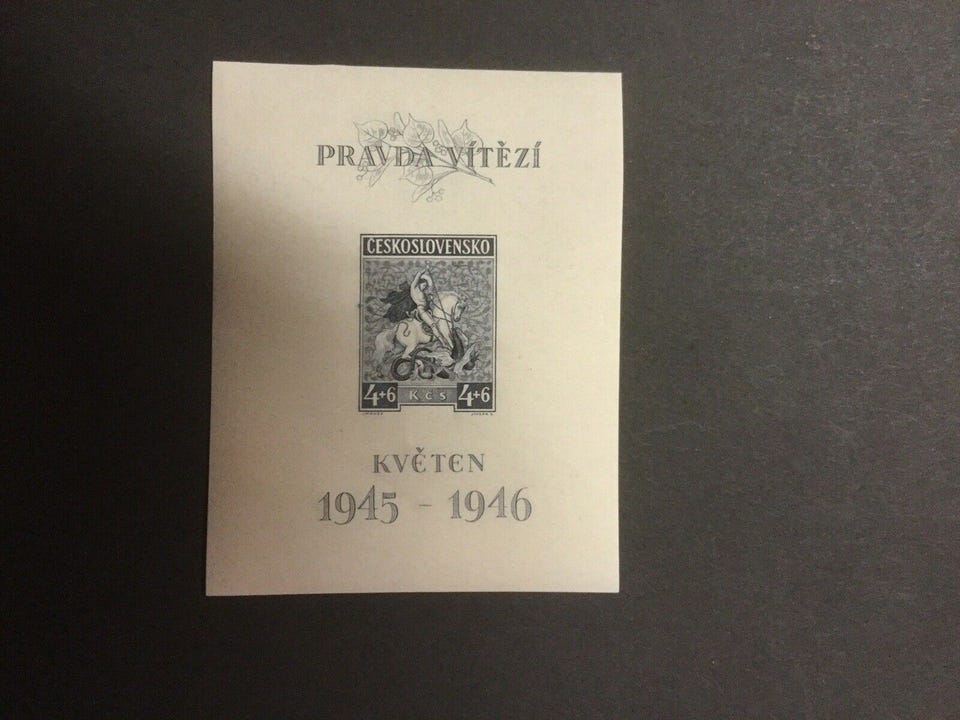 PRAVDA VÍTĚZÍ
ČESKOSLOVENSKO
4+6 Kčs 4+6
KVĚTEN
1945 - 1946